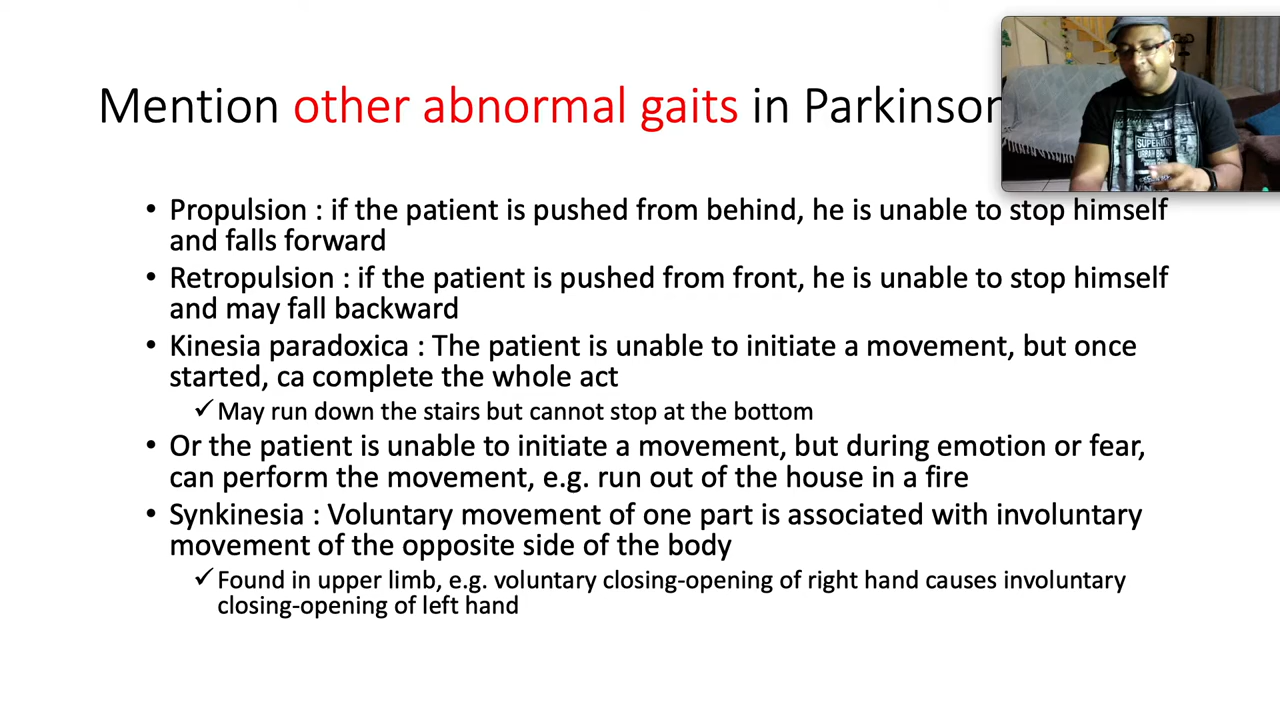 Mention other abnormal gaits in Parkinson
• Propulsion : if the patient is pushed from behind, he is unable to stop himself
and falls forward
• Retropulsion : if the patient is pushed from front, he is unable to stop himself
and may fall backward
• Kinesia paradoxica : The patient is unable to initiate a movement, but once
started, ca complete the whole act
✓May run down the stairs but cannot stop at the bottom
• Or the patient is unable to initiate a movement, but during emotion or fear,
can perform the movement, e.g. run out of the house in a fire
• Synkinesia : Voluntary movement of one part is associated with involuntary
movement of the opposite side of the body
✓Found in upper limb, e.g. voluntary closing-opening of right hand causes involuntary
closing-opening of left hand
SUPERIOR